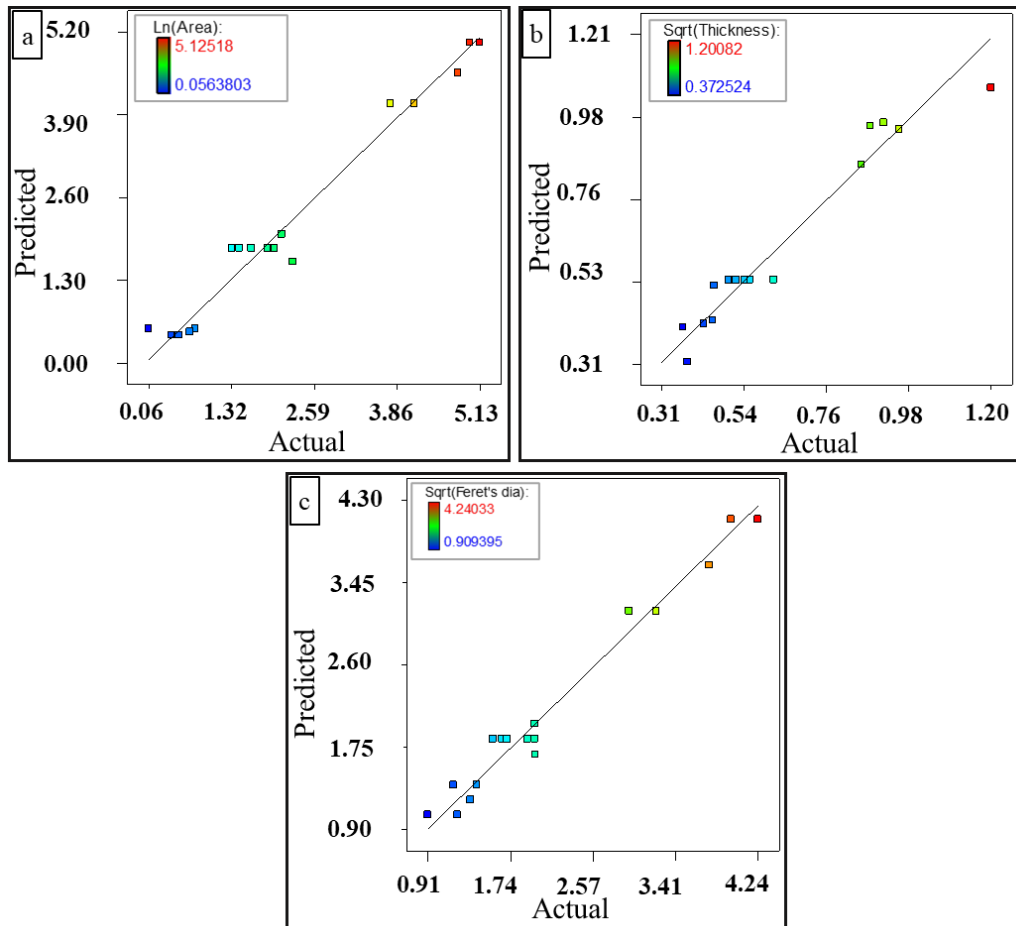 a
Ln(Area):
5.12518
0.0563803
5.20
3.90
2.60
1.30
0.00
Predicted
0.06 1.32 2.59 3.86 5.13
Actual
b
Sqrt(Thickness):
1.20082
0.372524
1.21
0.98
0.76
0.53
0.31
Predicted
0.31 0.54 0.76 0.98 1.20
Actual
c
Sqrt(Feret's dia):
4.24033
0.909395
4.30
3.45
2.60
1.75
0.90
Predicted
0.91 1.74 2.57 3.41 4.24
Actual